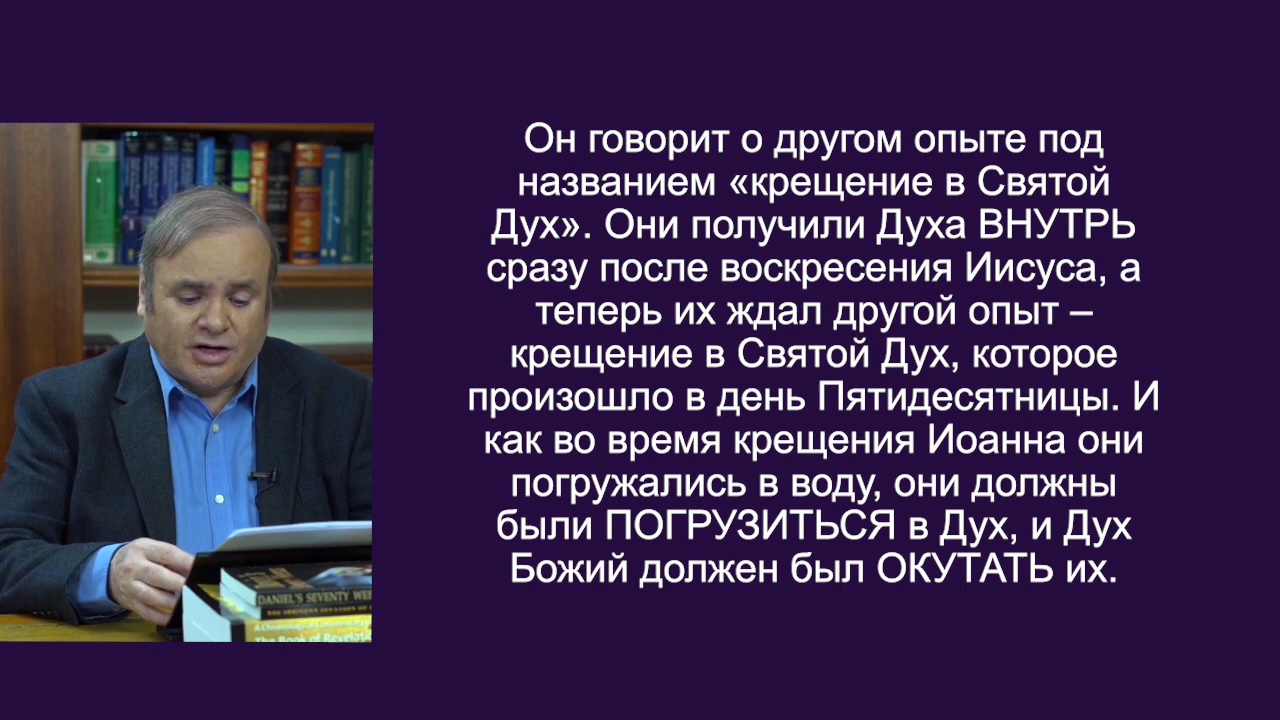 Он говорит о другом опыте под
названием «крещение в Святой
Дух». Они получили Духа ВНУТРЬ
сразу после воскресения Иисуса, а
теперь их ждал другой опыт –
крещение в Святой Дух, которое
произошло в день Пятидесятницы. И
как во время крещения Иоанна они
погружались в воду, они должны
были ПОГРУЗИТЬСЯ в Дух, и Дух
Божий должен был ОКУТАТЬ их.
DANIEL'S SEVENTY
The Book of